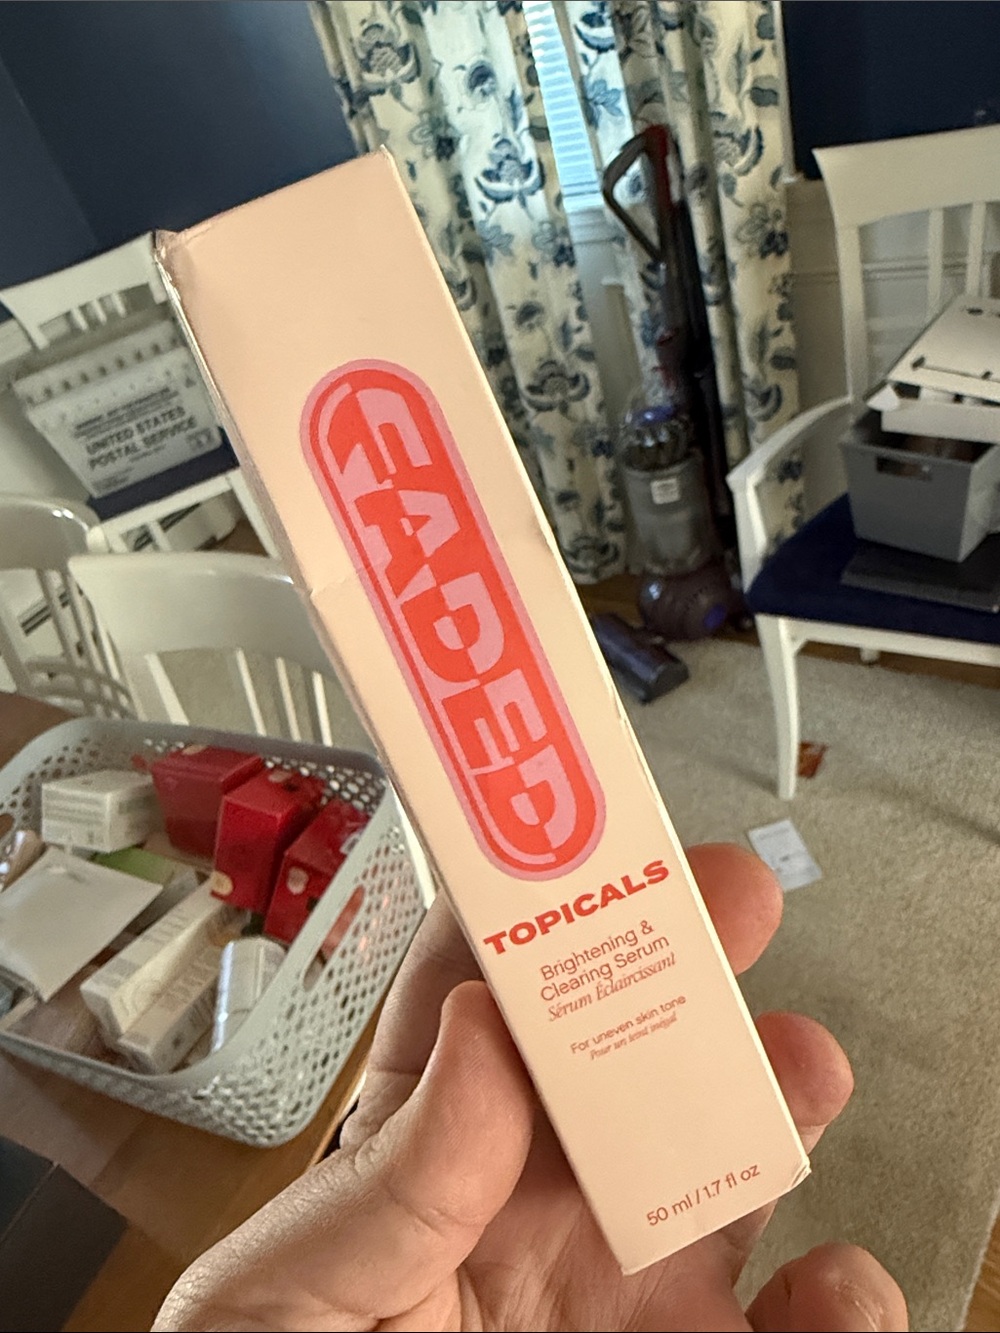 FADED
TOPICALS
Brightening &
Clearing Serum
Sérum Éclaircissant
For uneven skin tone
Pour un teint inégal
50 ml / 1.7 fl oz
UNITED STATES
POSTAL SERVICE